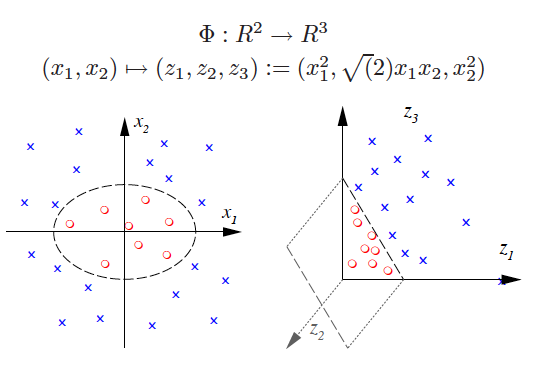 Φ : R² → R³
(x₁, x₂) ↦ (z₁, z₂, z₃) := (x₁², √(2)x₁x₂, x₂²)
x₂
x₁
z₃
z₁
z₂